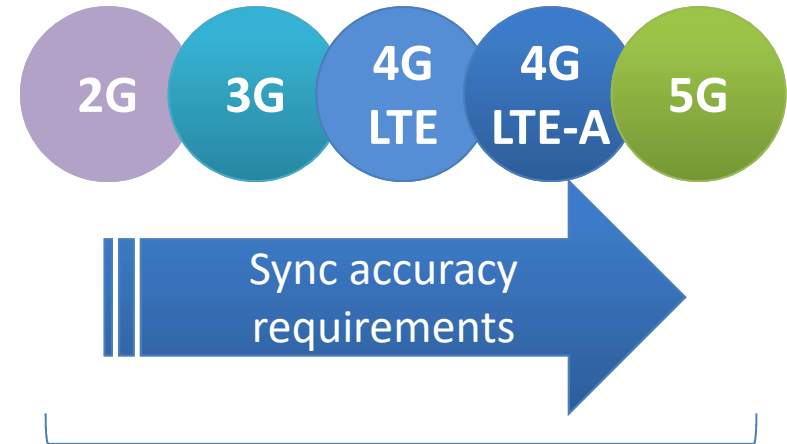 2G
3G
4G
LTE
4G
LTE-A
5G
Sync accuracy
requirements